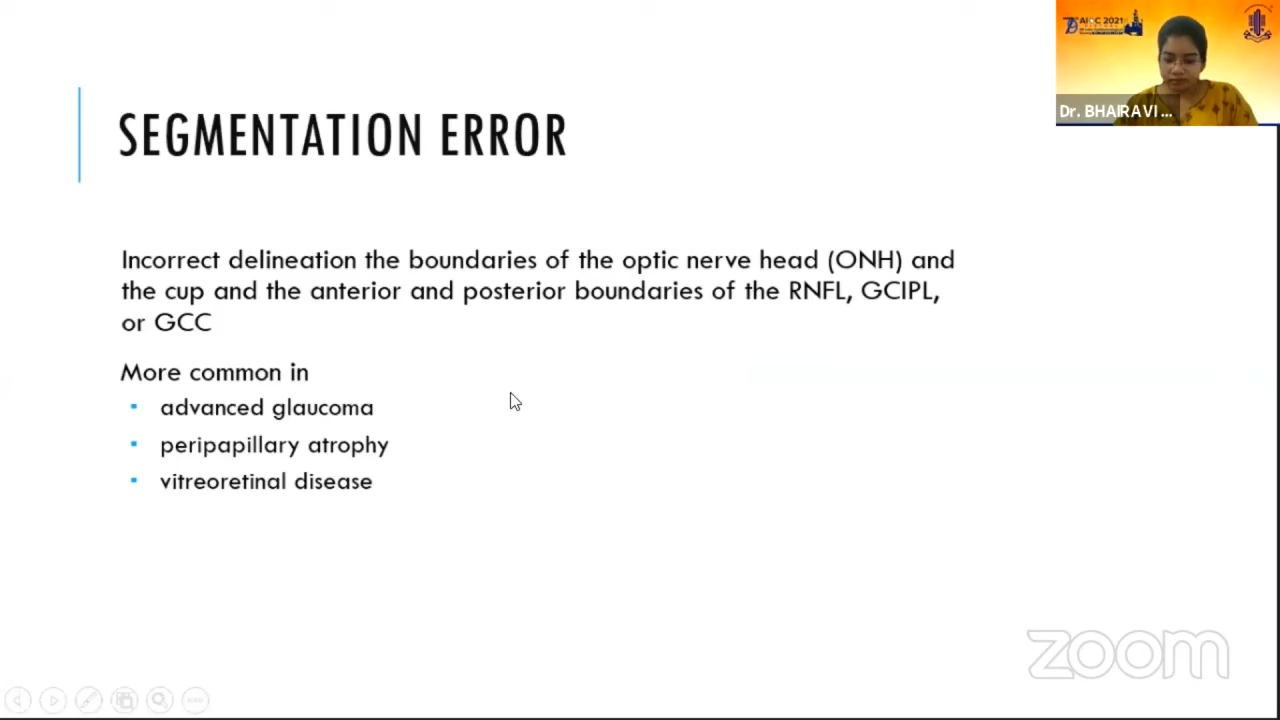 AIOC 2021
Dr. BHAIRAVI ...
SEGMENTATION ERROR
Incorrect delineation the boundaries of the optic nerve head (ONH) and
the cup and the anterior and posterior boundaries of the RNFL, GCIPL,
or GCC
More common in
▪ advanced glaucoma
▪ peripapillary atrophy
▪ vitreoretinal disease
zoom